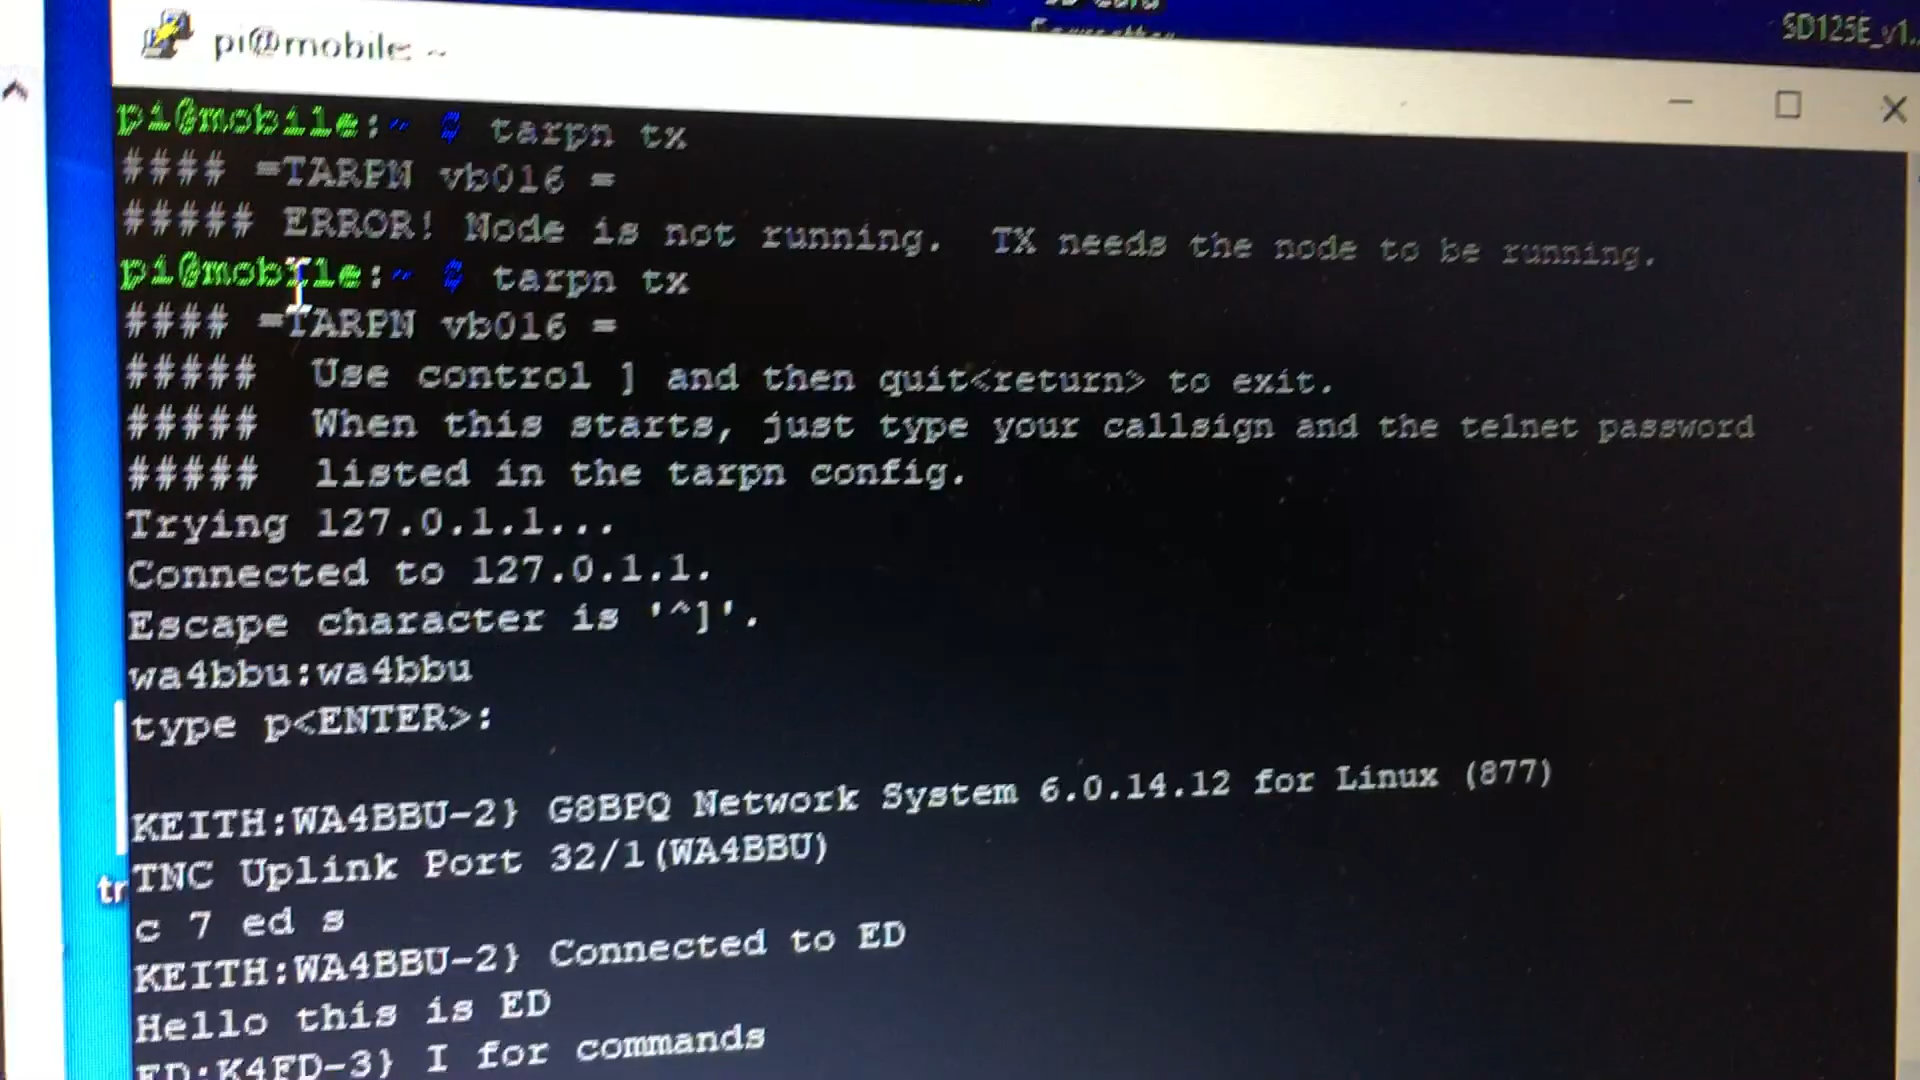 SD125E_v1..
pi@mobile: ~
pi@mobile:~ $ tarpn tx
#### =TARPN vb016 =
##### ERROR! Node is not running.  TX needs the node to be running.
pi@mobile:~ $ tarpn tx
#### =TARPN vb016 =
#####  Use control ] and then quit<return> to exit.
#####  When this starts, just type your callsign and the telnet password
#####  listed in the tarpn config.
Trying 127.0.1.1...
Connected to 127.0.1.1.
Escape character is '^]'.
wa4bbu:wa4bbu
type p<ENTER>:
KEITH:WA4BBU-2} G8BPQ Network System 6.0.14.12 for Linux (877)
TNC Uplink Port 32/1(WA4BBU)
tr
c 7 ed s
KEITH:WA4BBU-2} Connected to ED
Hello this is ED
ED:K4ED-3} I for commands